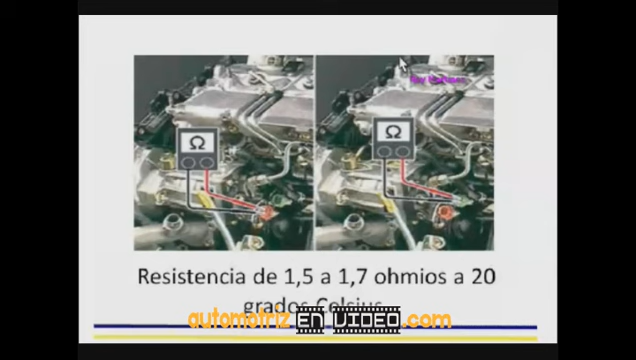 Ω
Ω
Resistencia de 1,5 a 1,7 ohmios a 20
grados Celsius
automotriz EN VIDEO .com